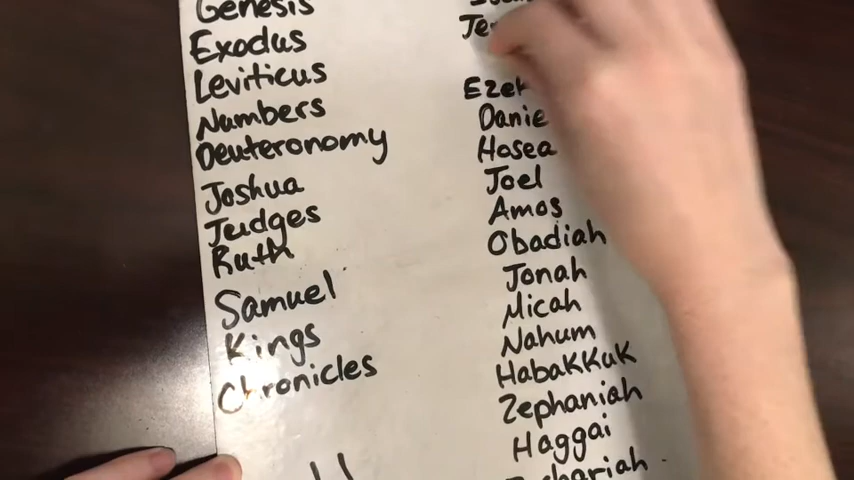 Genesis
Exodus
Leviticus
Numbers
Deuteronomy
Joshua
Judges
Ruth
Samuel
Kings
Chronicles
Hosea
Joel
Amos
Obadiah
Jonah
Micah
Nahum
HabaKKuK
Zephaniah
Haggai